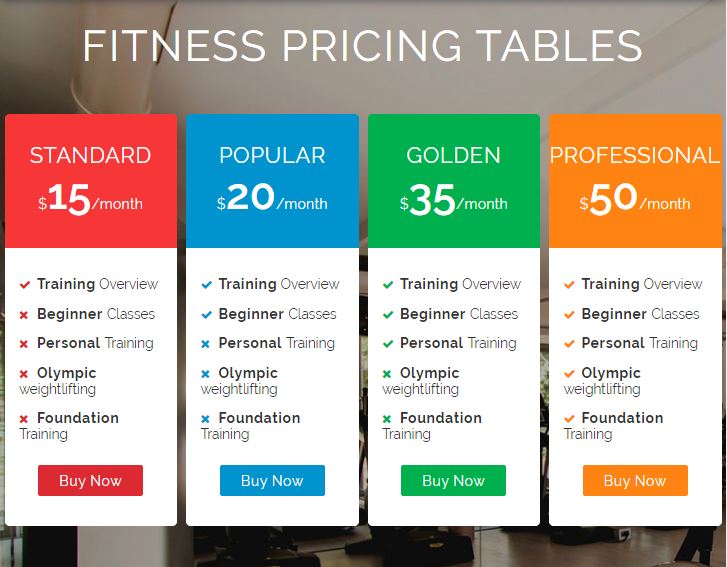 FITNESS PRICING TABLES
STANDARD
$15/month
Training Overview
Beginner Classes
Personal Training
Olympic
weightlifting
Foundation
Training
Buy Now
POPULAR
$20/month
Training Overview
Beginner Classes
Personal Training
Olympic
weightlifting
Foundation
Training
Buy Now
GOLDEN
$35/month
Training Overview
Beginner Classes
Personal Training
Olympic
weightlifting
Foundation
Training
Buy Now
PROFESSIONAL
$50/month
Training Overview
Beginner Classes
Personal Training
Olympic
weightlifting
Foundation
Training
Buy Now